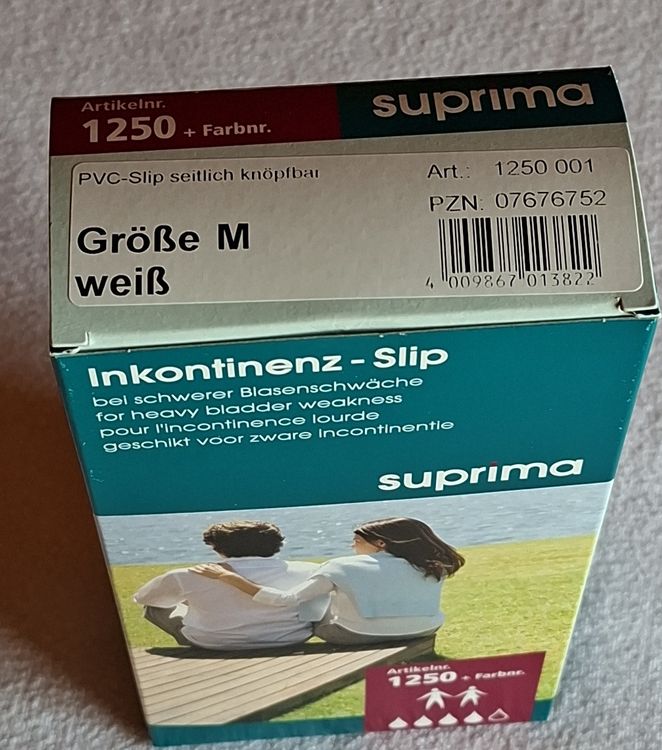 Artikelnr.
1250 + Farbnr.
suprima
PVC-Slip seitlich knöpfbar
Art.: 1250 001
PZN: 07676752
Größe M
weiß
4 009867 013822
Inkontinenz - Slip
bei schwerer Blasenschwäche
for heavy bladder weakness
pour l'incontinence lourde
geschikt voor zware incontinentie
suprima
Artikelnr.
1250 + Farbnr.